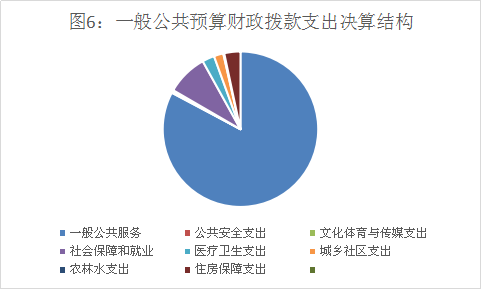 图6：一般公共预算财政拨款支出决算结构
一般公共服务 公共安全支出 文化体育与传媒支出
社会保障和就业 医疗卫生支出 城乡社区支出
农林水支出 住房保障支出